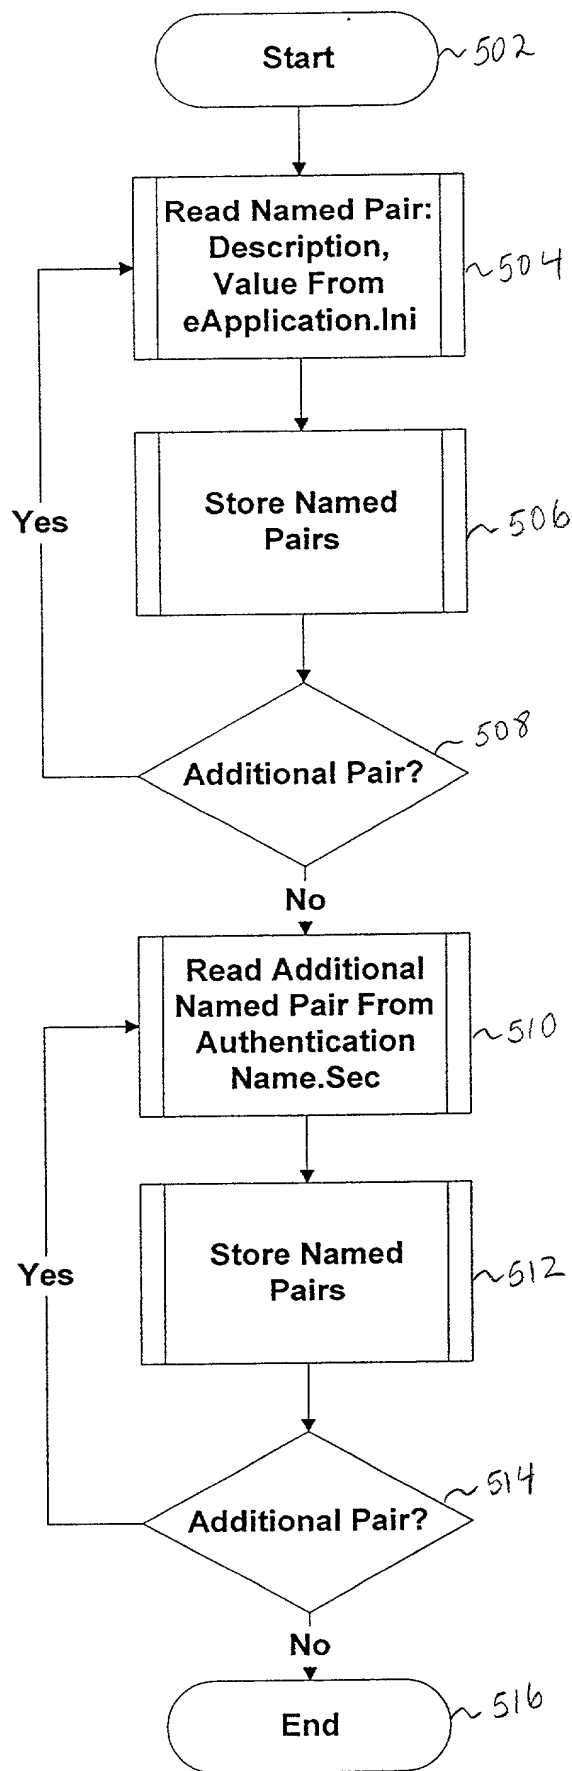 Start
502
Read Named Pair:
Description,
Value From
eApplication.Ini
504
Store Named
Pairs
506
Yes
508
Additional Pair?
No
Read Additional
Named Pair From
Authentication
Name.Sec
510
Store Named
Pairs
512
Yes
514
Additional Pair?
No
End
516